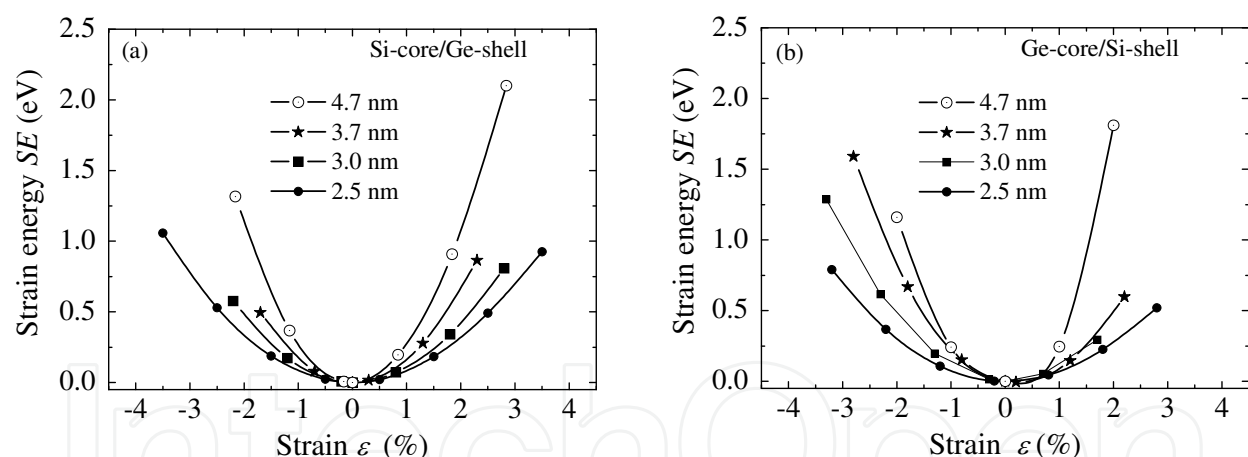 (a)
Si-core/Ge-shell
4.7 nm
3.7 nm
3.0 nm
2.5 nm
2.5
2.0
1.5
1.0
0.5
0.0
-4 -3 -2 -1 0 1 2 3 4
Strain energy SE (eV)
Strain ε (%)
(b)
Ge-core/Si-shell
4.7 nm
3.7 nm
3.0 nm
2.5 nm
2.5
2.0
1.5
1.0
0.5
0.0
-4 -3 -2 -1 0 1 2 3 4
Strain energy SE (eV)
Strain ε (%)
IntechOpen